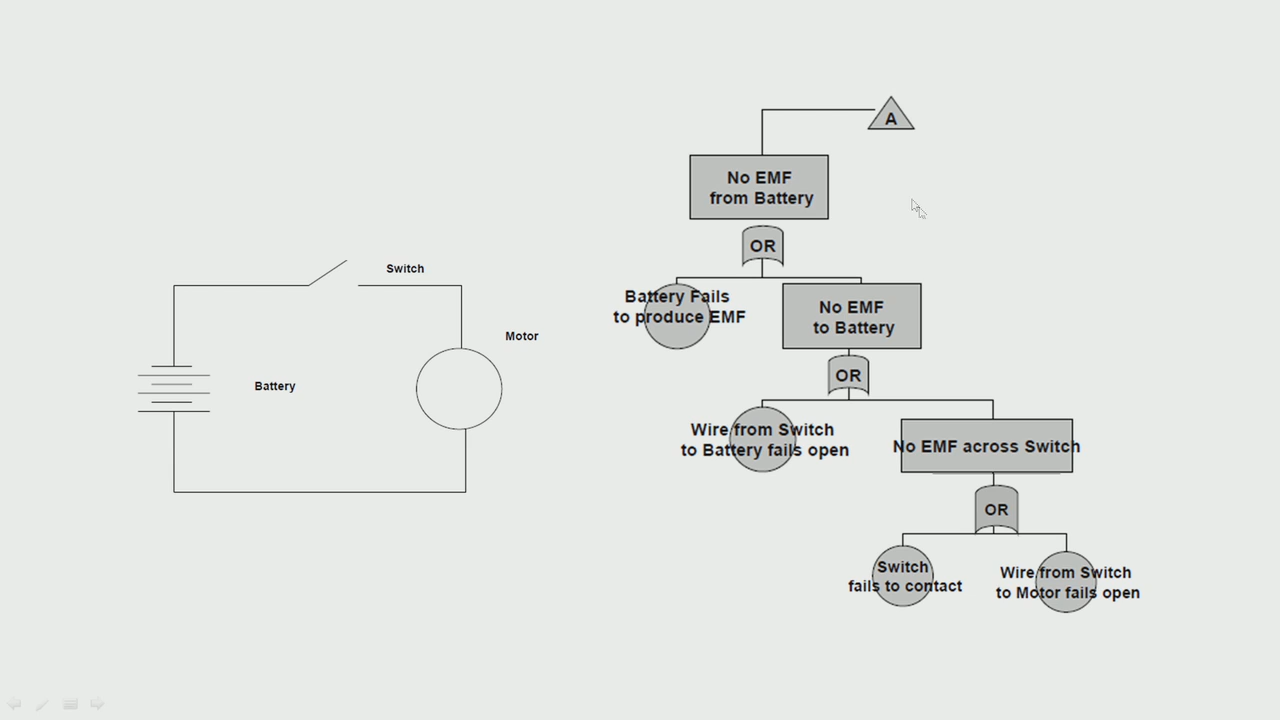 Switch
Motor
Battery
A
No EMF
from Battery
OR
Battery Fails
to produce EMF
No EMF
to Battery
OR
Wire from Switch
to Battery fails open
No EMF across Switch
OR
Switch
fails to contact
Wire from Switch
to Motor fails open